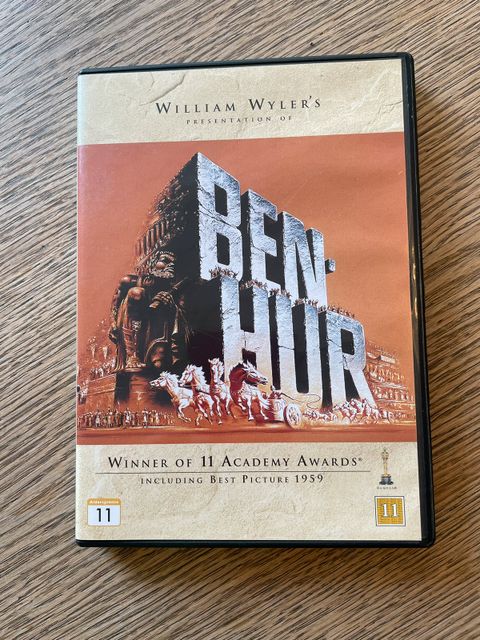 WILLIAM WYLER'S
PRESENTATION OF
BEN-
HUR
WINNER OF 11 ACADEMY AWARDS®
INCLUDING BEST PICTURE 1959
11
11